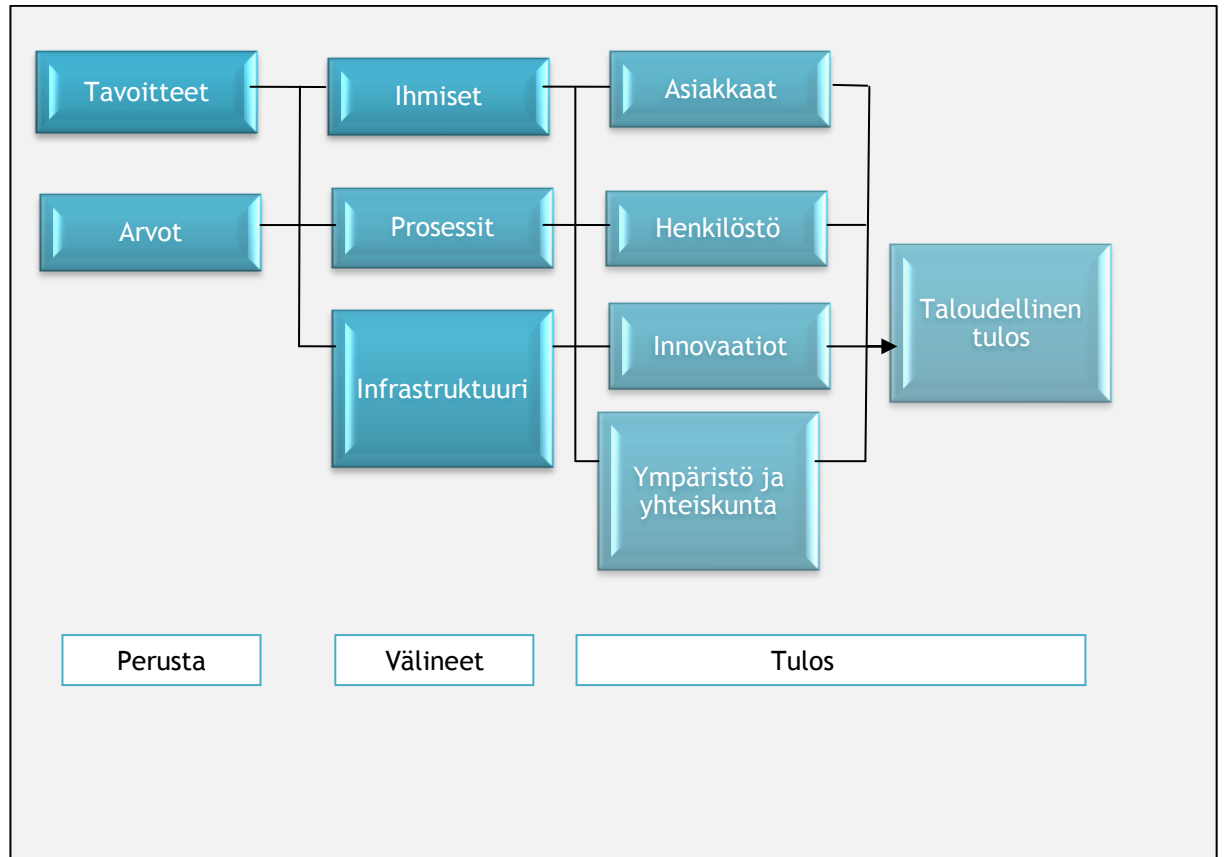 Tavoitteet
Arvot
Ihmiset
Prosessit
Infrastruktuuri
Asiakkaat
Henkilöstö
Innovaatiot
Ympäristö ja
yhteiskunta
Taloudellinen
tulos
Perusta
Välineet
Tulos